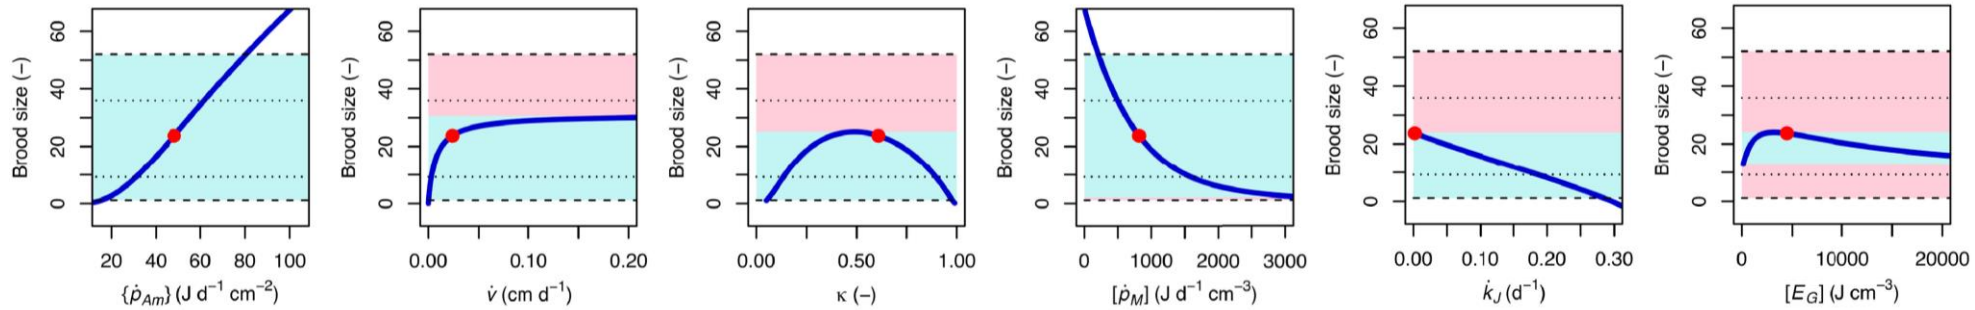 Brood size (−)
60
40
20
0
20 40 60 80 100
{ṗAm} (J d⁻¹ cm⁻²)
Brood size (−)
60
40
20
0
0.00 0.10 0.20
v̇ (cm d⁻¹)
Brood size (−)
60
40
20
0
0.00 0.50 1.00
κ (−)
Brood size (−)
60
40
20
0
0 1000 2000 3000
[ṗM] (J d⁻¹ cm⁻³)
Brood size (−)
60
40
20
0
0.00 0.10 0.20 0.30
k̇J (d⁻¹)
Brood size (−)
60
40
20
0
0 10000 20000
[EG] (J cm⁻³)